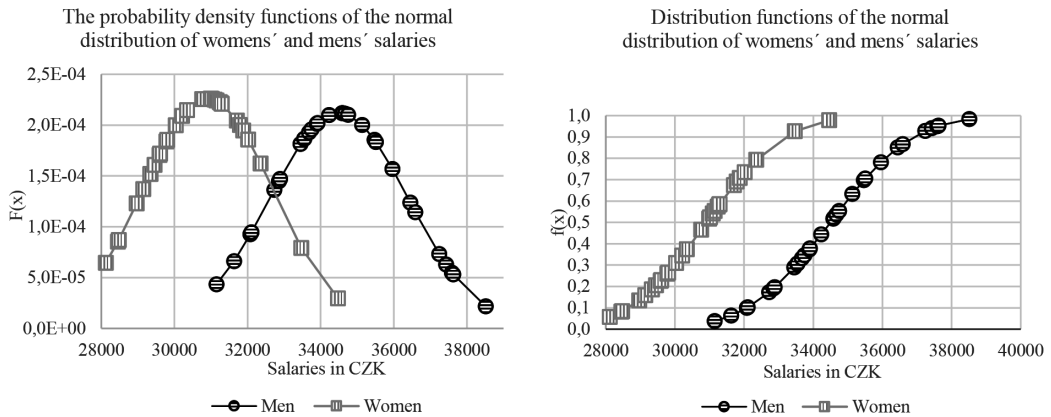 The probability density functions of the normal
distribution of womens´ and mens´ salaries
2,5E-04
2,0E-04
1,5E-04
1,0E-04
5,0E-05
0,0E+00
F(x)
28000 30000 32000 34000 36000 38000
Salaries in CZK
Men Women
Distribution functions of the normal
distribution of womens´ and mens´ salaries
1,0
0,9
0,8
0,7
0,6
0,5
0,4
0,3
0,2
0,1
0,0
f(x)
28000 30000 32000 34000 36000 38000 40000
Salaries in CZK
Men Women